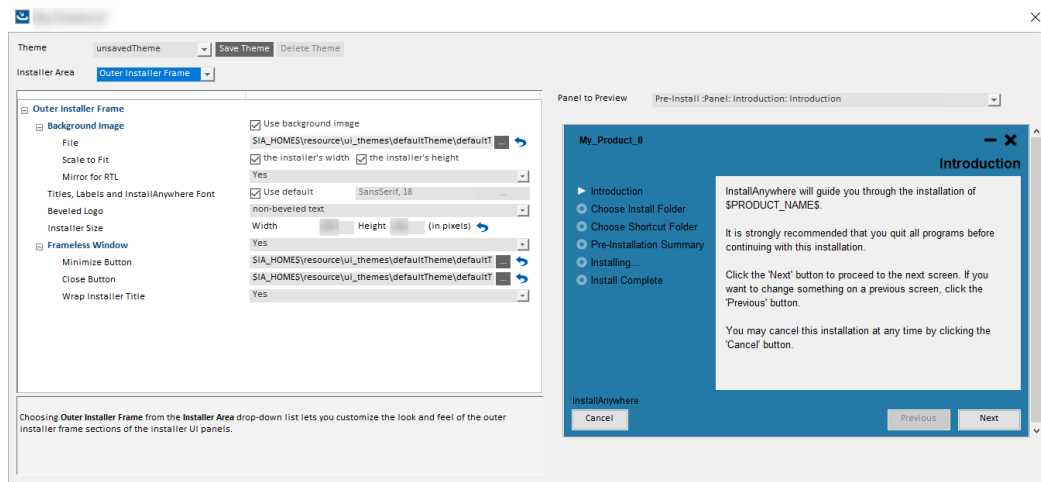 Theme unsavedTheme Save Theme Delete Theme
Installer Area Outer Installer Frame
Outer Installer Frame
Background Image Use background image
File $IA_HOME$\resource\ui_themes\defaultTheme\defaultT ...
Scale to Fit the installer's width the installer's height
Mirror for RTL Yes
Titles, Labels and InstallAnywhere Font Use default SansSerif, 18 ...
Beveled Logo non-beveled text
Installer Size Width Height (in pixels)
Frameless Window Yes
Minimize Button $IA_HOME$\resource\ui_themes\defaultTheme\defaultT ...
Close Button $IA_HOME$\resource\ui_themes\defaultTheme\defaultT ...
Wrap Installer Title Yes
Choosing Outer Installer Frame from the Installer Area drop-down list lets you customize the look and feel of the outer
installer frame sections of the installer UI panels.
Panel to Preview Pre-Install :Panel: Introduction: Introduction
My_Product_8
Introduction
Introduction
Choose Install Folder
Choose Shortcut Folder
Pre-Installation Summary
Installing...
Install Complete
InstallAnywhere will guide you through the installation of
$PRODUCT_NAME$.
It is strongly recommended that you quit all programs before
continuing with this installation.
Click the 'Next' button to proceed to the next screen. If you
want to change something on a previous screen, click the
'Previous' button.
You may cancel this installation at any time by clicking the
'Cancel' button.
InstallAnywhere
Cancel Previous Next